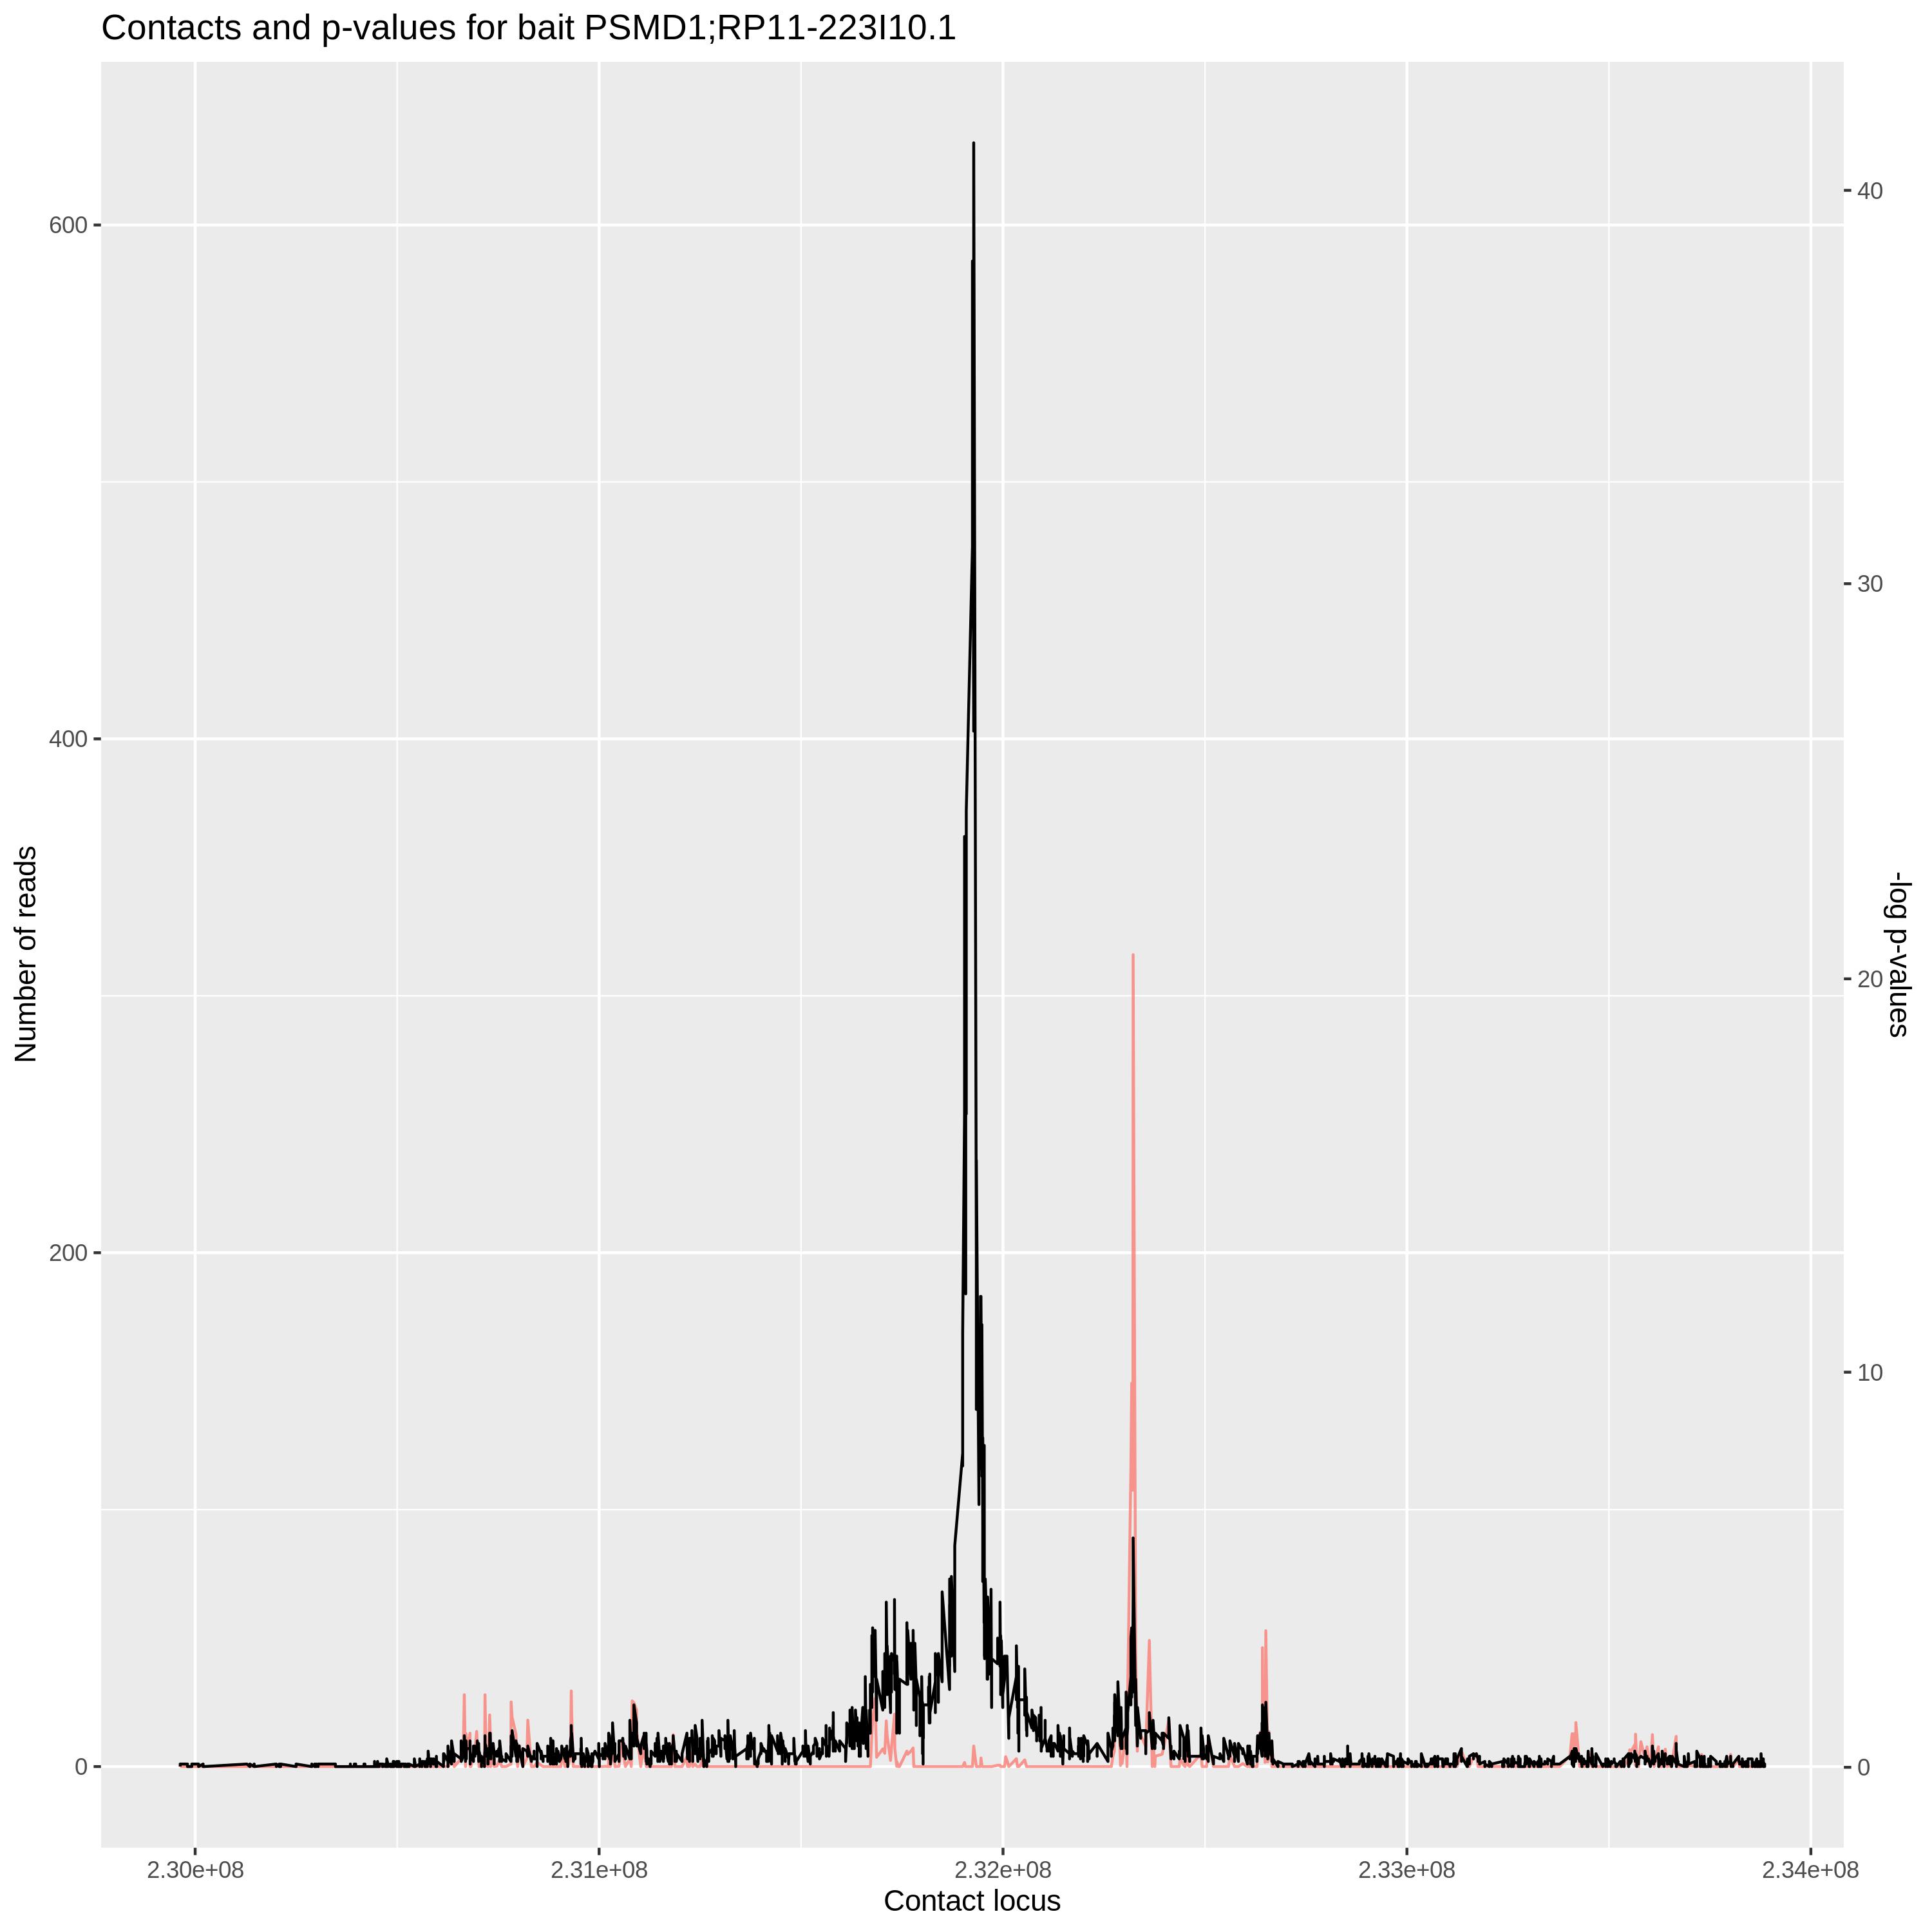 Contacts and p-values for bait PSMD1;RP11-223I10.1
600
400
200
0
Number of reads
40
30
20
10
0
-log p-values
2.30e+08
2.31e+08
2.32e+08
2.33e+08
2.34e+08
Contact locus